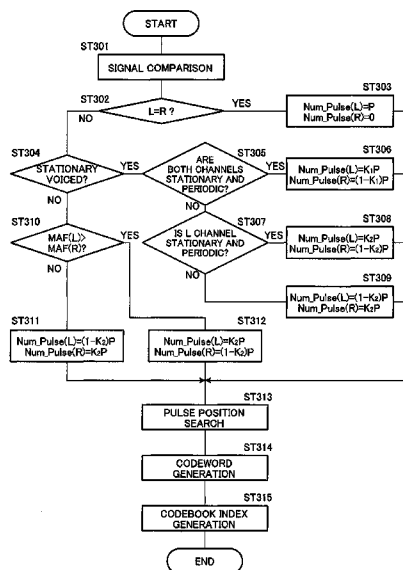 START
ST301
SIGNAL COMPARISON
ST302
L=R ?
YES
NO
ST303
Num_Pulse(L)=P
Num_Pulse(R)=0
ST304
STATIONARY
VOICED?
YES
NO
ST305
ARE
BOTH CHANNELS
STATIONARY AND
PERIODIC?
YES
NO
ST306
Num_Pulse(L)=K1P
Num_Pulse(R)=(1-K1)P
ST307
IS L CHANNEL
STATIONARY AND
PERIODIC?
YES
NO
ST308
Num_Pulse(L)=K2P
Num_Pulse(R)=(1-K2)P
ST309
Num_Pulse(L)=(1-K2)P
Num_Pulse(R)=K2P
ST310
MAF(L)>
MAF(R)?
YES
NO
ST311
Num_Pulse(L)=(1-K2)P
Num_Pulse(R)=K2P
ST312
Num_Pulse(L)=K2P
Num_Pulse(R)=(1-K2)P
ST313
PULSE POSITION
SEARCH
ST314
CODEWORD
GENERATION
ST315
CODEBOOK INDEX
GENERATION
END